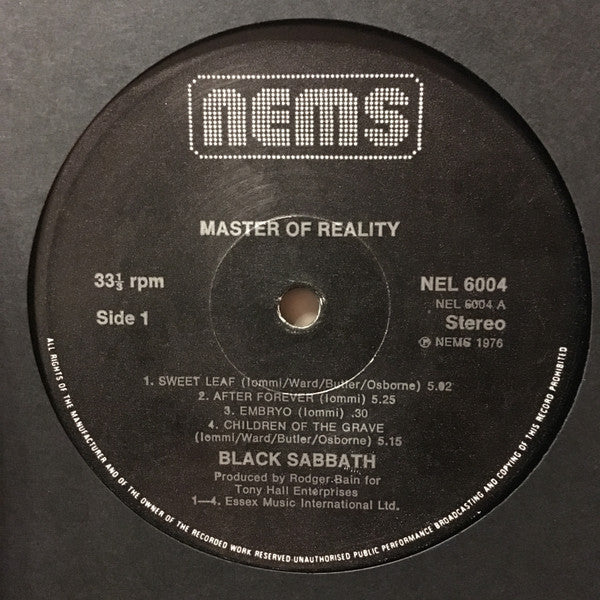 nems
MASTER OF REALITY
33⅓ rpm
Side 1
NEL 6004
NEL 6004 A
Stereo
℗ NEMS 1976
1. SWEET LEAF (Iommi/Ward/Butler/Osborne) 5.02
2. AFTER FOREVER (Iommi) 5.25
3. EMBRYO (Iommi) .30
4. CHILDREN OF THE GRAVE
(Iommi/Ward/Butler/Osborne) 5.15
BLACK SABBATH
Produced by Rodger Bain for
Tony Hall Enterprises
1—4. Essex Music International Ltd.
ALL RIGHTS OF THE MANUFACTURER AND OF THE OWNER OF THE RECORDED WORK RESERVED-UNAUTHORISED PUBLIC PERFORMANCE BROADCASTING AND COPYING OF THIS RECORD PROHIBITED